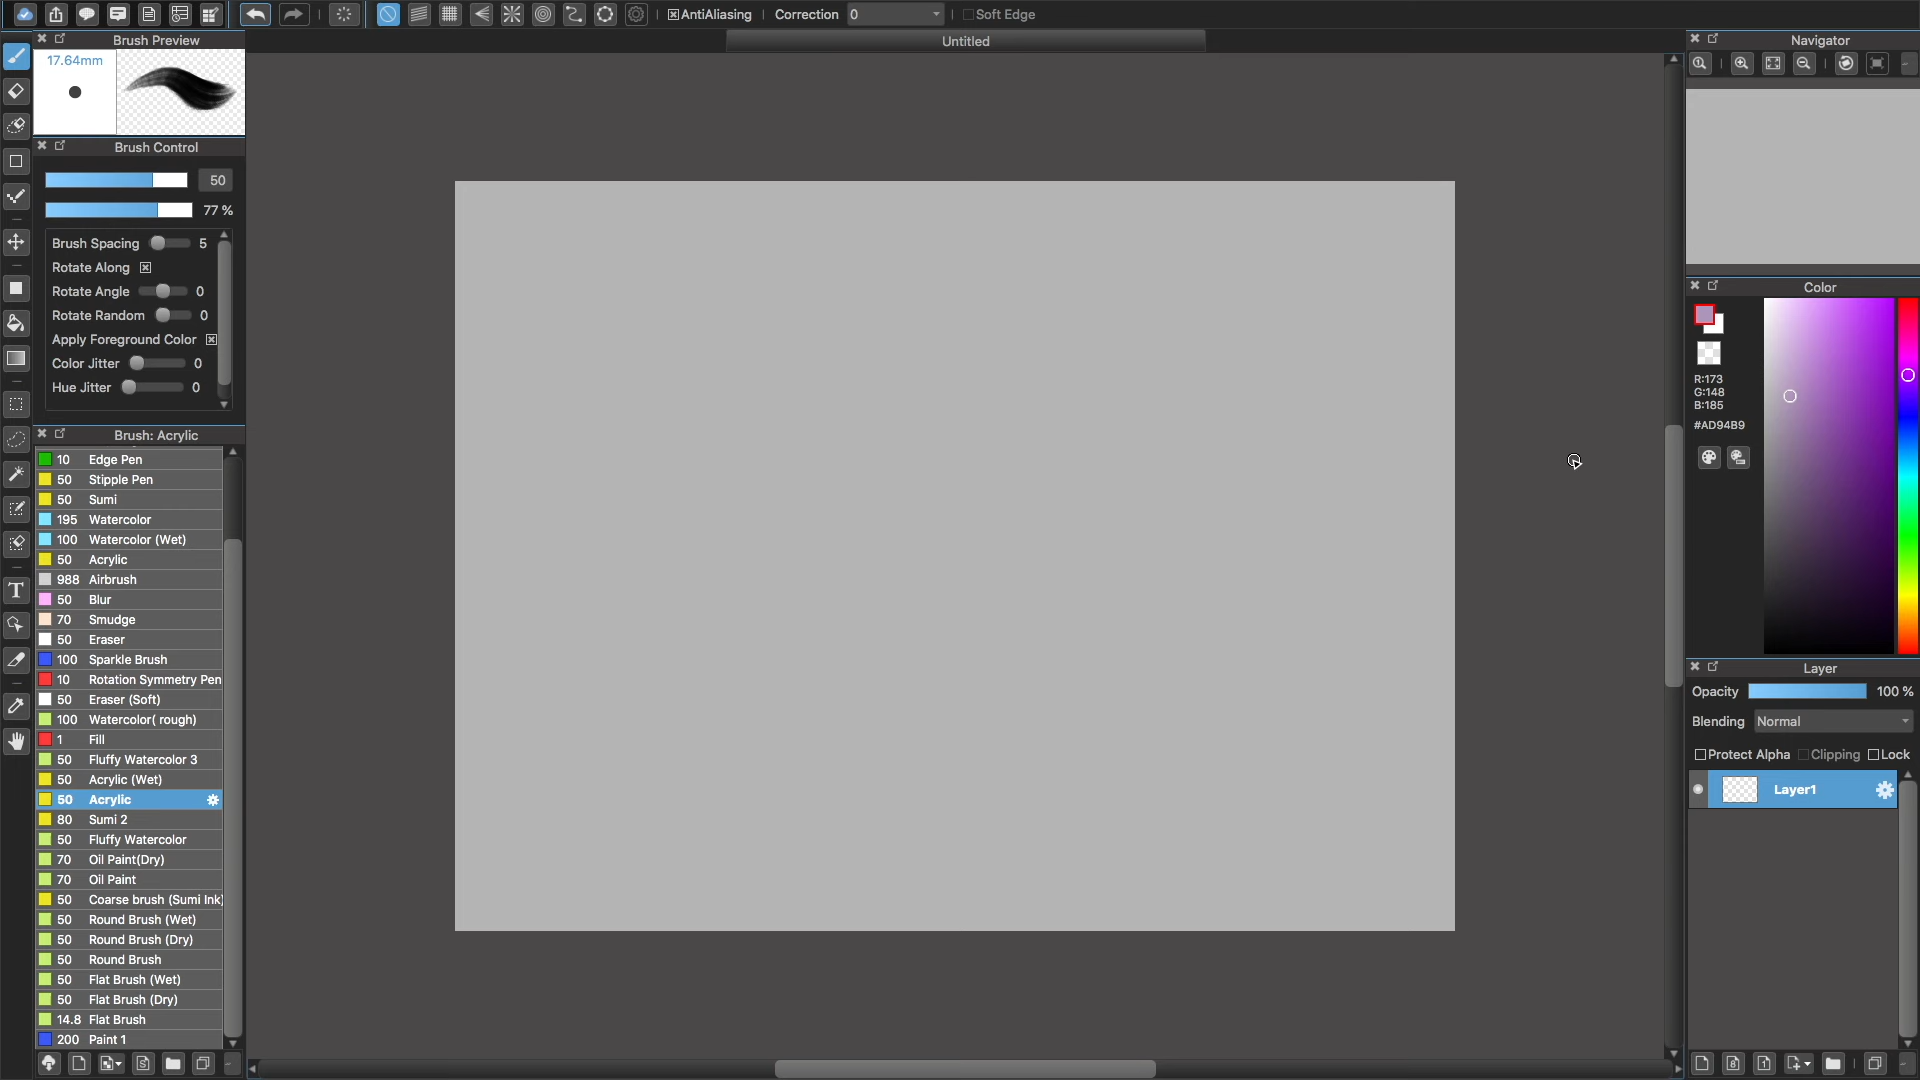 AntiAliasing Correction 0 Soft Edge
Untitled
Brush Preview
17.64mm
Brush Control
50
77 %
Brush Spacing 5
Rotate Along
Rotate Angle 0
Rotate Random 0
Apply Foreground Color
Color Jitter 0
Hue Jitter 0
Brush: Acrylic
10 Edge Pen
50 Stipple Pen
50 Sumi
195 Watercolor
100 Watercolor (Wet)
50 Acrylic
988 Airbrush
50 Blur
70 Smudge
50 Eraser
100 Sparkle Brush
10 Rotation Symmetry Pen
50 Eraser (Soft)
100 Watercolor( rough)
1 Fill
50 Fluffy Watercolor 3
50 Acrylic (Wet)
50 Acrylic
80 Sumi 2
50 Fluffy Watercolor
70 Oil Paint(Dry)
70 Oil Paint
50 Coarse brush (Sumi Ink)
50 Round Brush (Wet)
50 Round Brush (Dry)
50 Round Brush
50 Flat Brush (Wet)
50 Flat Brush (Dry)
14.8 Flat Brush
200 Paint 1
Navigator
Color
R:173
G:148
B:185
#AD94B9
Layer
Opacity 100 %
Blending Normal
Protect Alpha Clipping Lock
Layer1